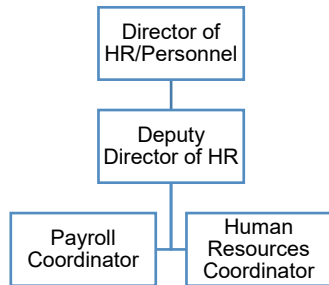 Director of
HR/Personnel
Deputy
Director of HR
Payroll
Coordinator
Human
Resources
Coordinator